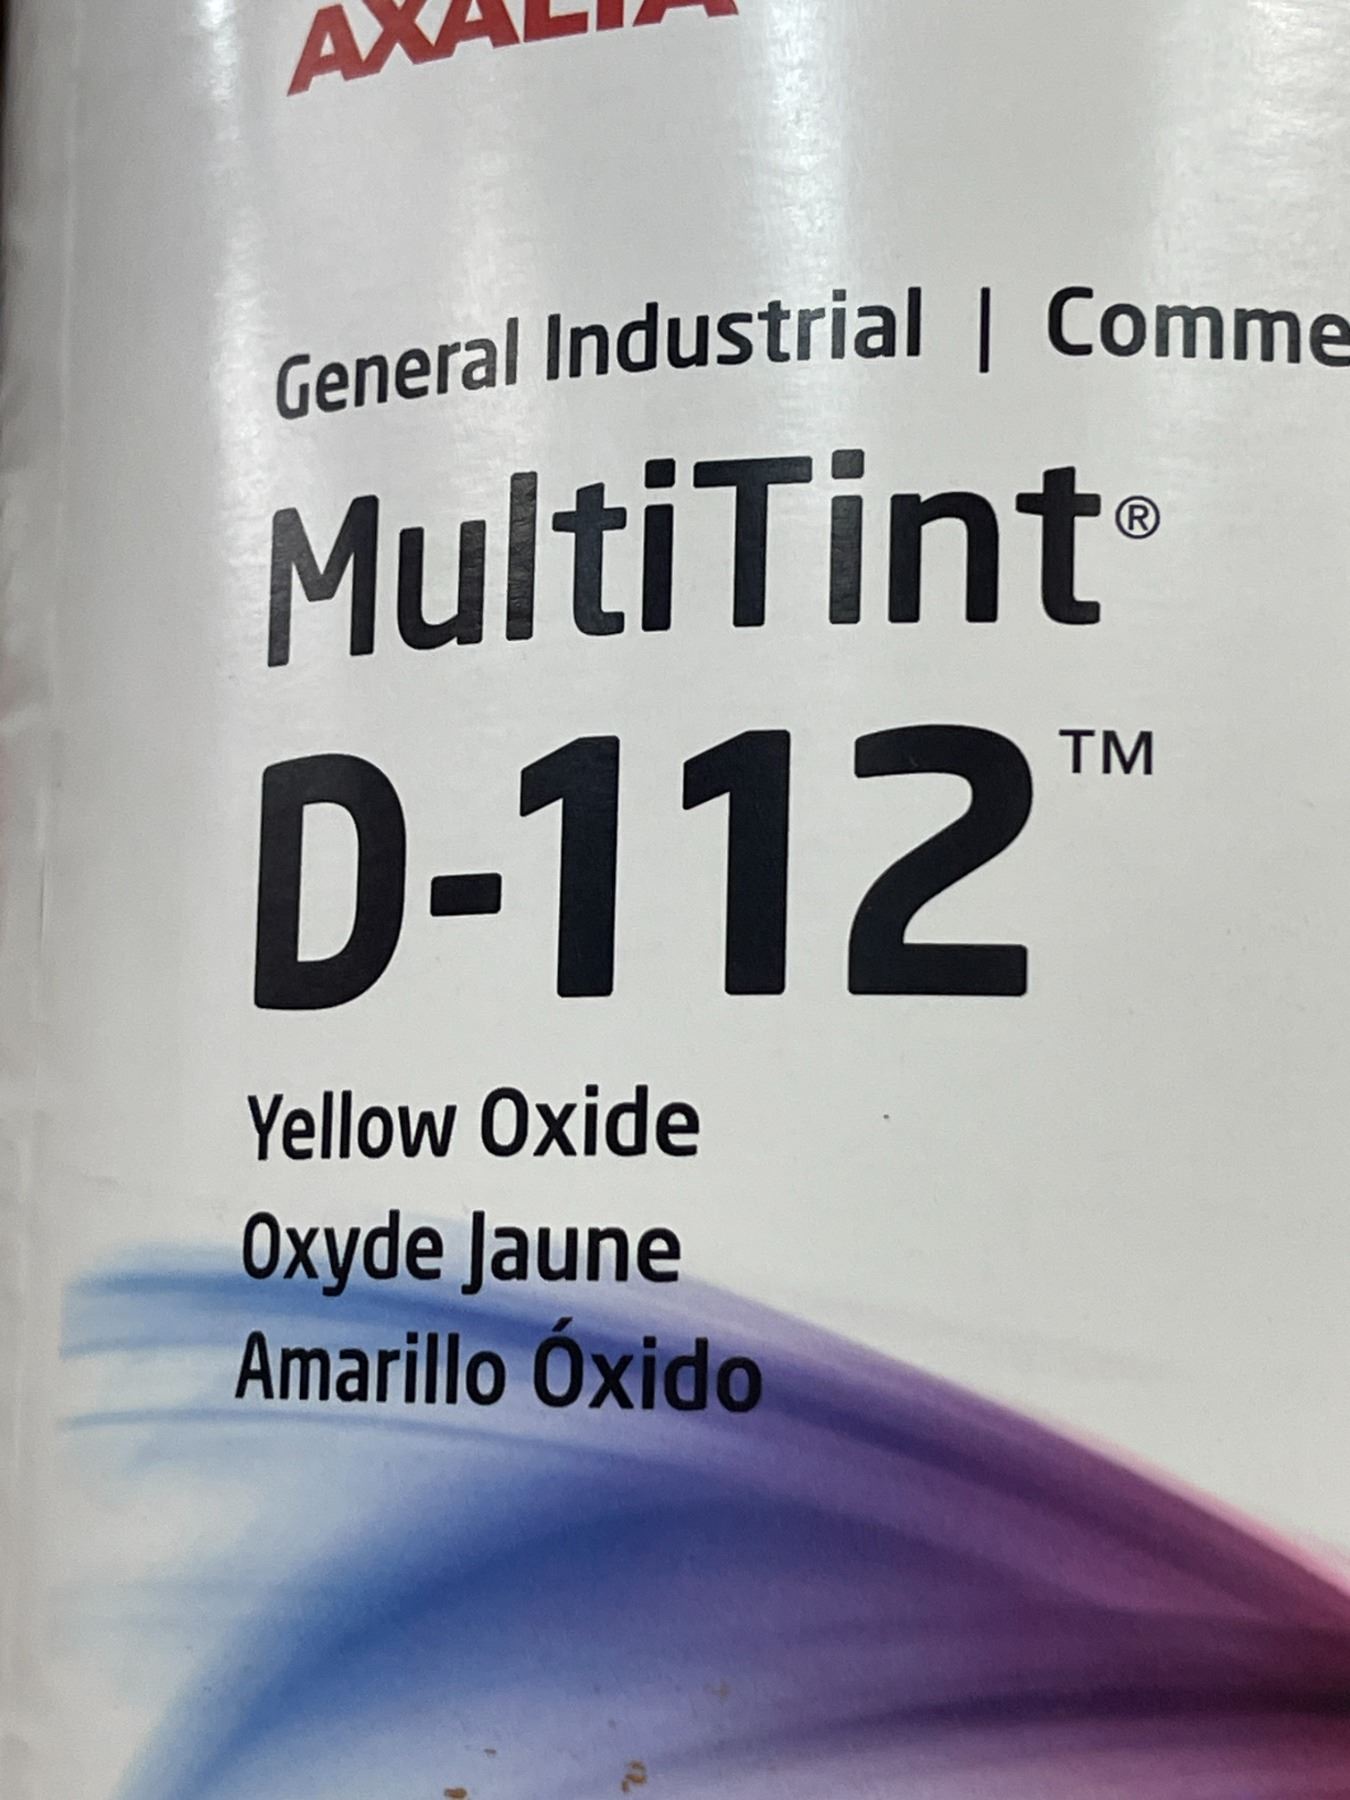 AXALTA
General Industrial | Comme
MultiTint®
D-112™
Yellow Oxide
Oxyde Jaune
Amarillo Óxido